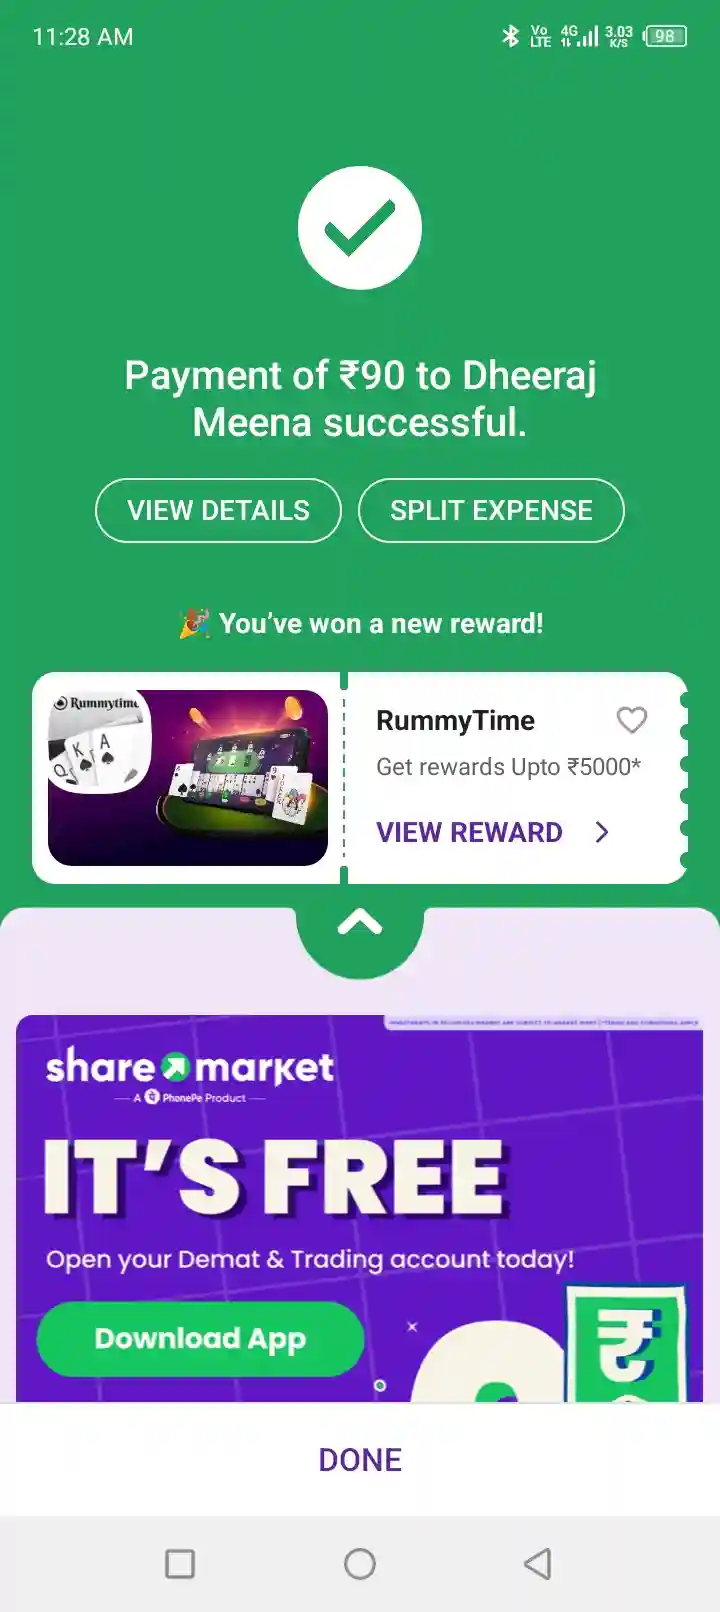 11:28 AM
Vo LTE 4G 3.03 K/S 98
Payment of ₹90 to Dheeraj
Meena successful.
VIEW DETAILS SPLIT EXPENSE
🎉 You’ve won a new reward!
Rummytime
Q K A
RummyTime
Get rewards Upto ₹5000*
VIEW REWARD
share market
A PhonePe Product
IT’S FREE
Open your Demat & Trading account today!
Download App
₹
DONE